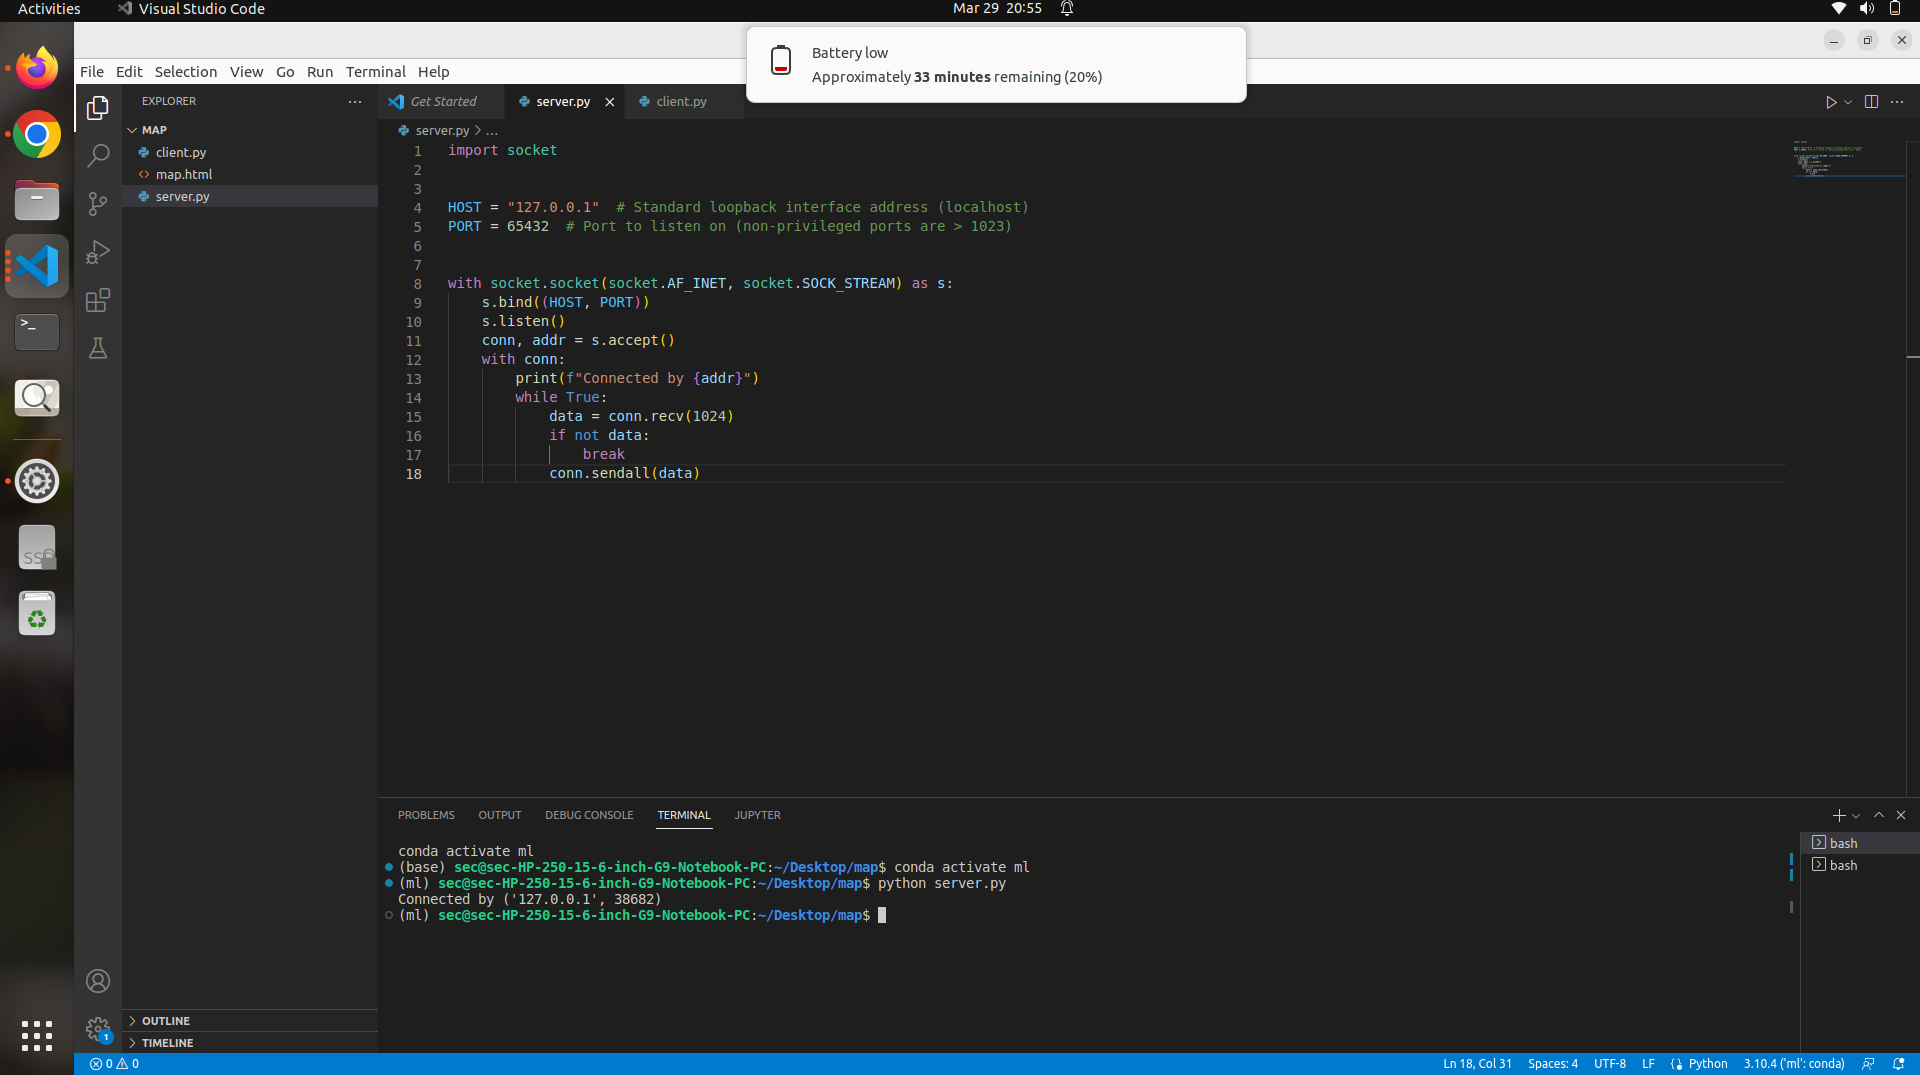 Activities
Visual Studio Code
Mar 29 20:55
Battery low
Approximately 33 minutes remaining (20%)
File Edit Selection View Go Run Terminal Help
EXPLORER
MAP
client.py
map.html
server.py
OUTLINE
TIMELINE
Get Started
server.py
client.py
server.py > ...
1 import socket
2
3
4 HOST = "127.0.0.1"  # Standard loopback interface address (localhost)
5 PORT = 65432  # Port to listen on (non-privileged ports are > 1023)
6
7
8 with socket.socket(socket.AF_INET, socket.SOCK_STREAM) as s:
9     s.bind((HOST, PORT))
10     s.listen()
11     conn, addr = s.accept()
12     with conn:
13         print(f"Connected by {addr}")
14         while True:
15             data = conn.recv(1024)
16             if not data:
17                 break
18             conn.sendall(data)
PROBLEMS OUTPUT DEBUG CONSOLE TERMINAL JUPYTER
conda activate ml
(base) sec@sec-HP-250-15-6-inch-G9-Notebook-PC:~/Desktop/map$ conda activate ml
(ml) sec@sec-HP-250-15-6-inch-G9-Notebook-PC:~/Desktop/map$ python server.py
Connected by ('127.0.0.1', 38682)
(ml) sec@sec-HP-250-15-6-inch-G9-Notebook-PC:~/Desktop/map$
bash
bash
1
0 0
Ln 18, Col 31 Spaces: 4 UTF-8 LF Python 3.10.4 ('ml': conda)